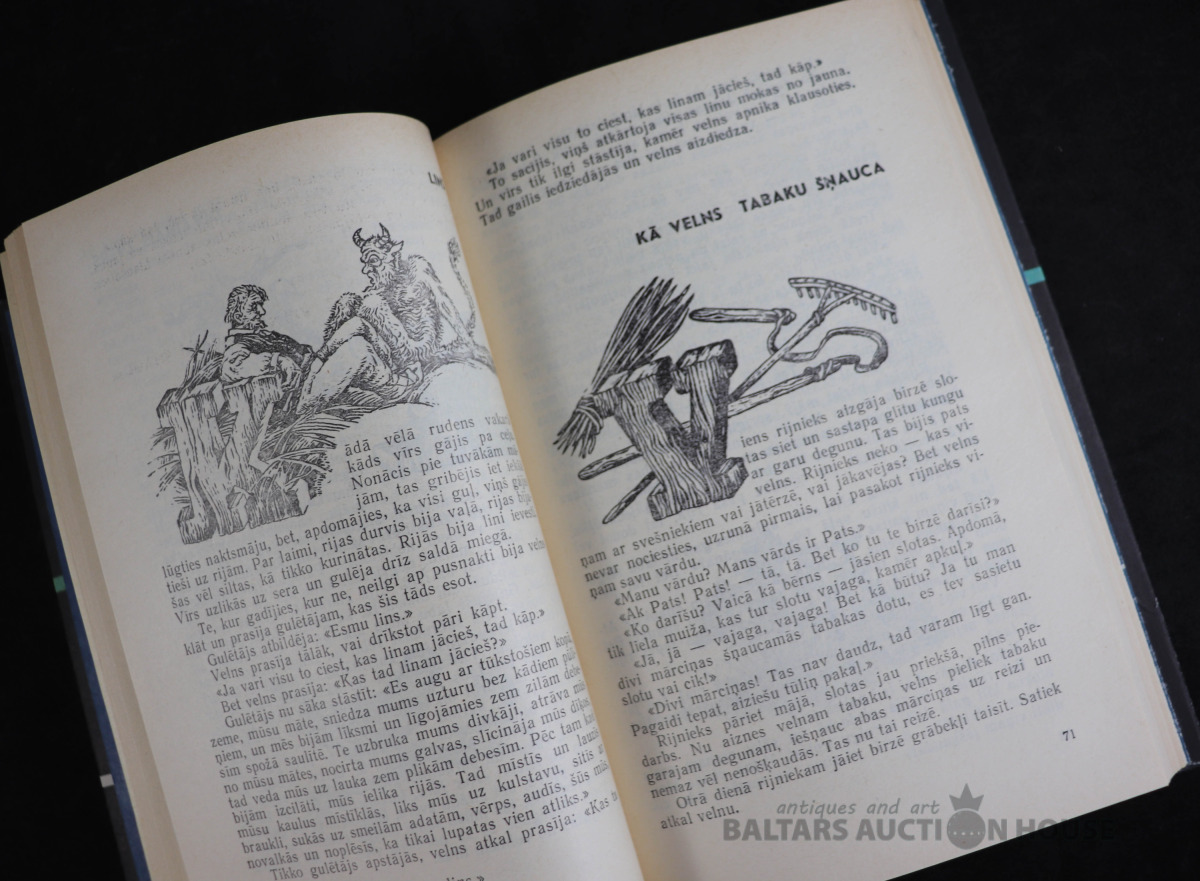 ādā vēlā rudens
kāds vīrs gājis pa
Nonācis pie tuvākām
jām, tas gribējis iet
lūgties naktsmāju, bet, apdomājies, ka visi guļ, viņš
tieši uz rijām. Par laimi, rijas durvis bija vaļā, rijas
šas vēl siltas, kā tikko kurinātas. Rijās bija lini
Vīrs uzlikās uz sera un gulēja drīz saldā miegā.
Te, kur gadījies, kur ne, neilgi ap pusnakti bija
klāt un prasīja gulētājam, kas šis tāds esot.
Gulētājs atbildēja: «Esmu lins.»
Velns prasīja tālāk, vai drīkstot pāri kāpt.
«Ja vari visu to ciest, kas linam jācieš, tad kāp.»
Bet velns prasīja: «Kas tad linam jācieš?»
Gulētājs nu sāka stāstīt: «Es augu ar tūkstošiem
zeme, mūsu māte, sniedza mums uzturu bez kādiem
ņiem, un mēs bijām līksmi un līgojāmies zem zilām
sim spožā saulītē. Te uzbruka mums divkāji, atrāva
no mūsu mātes, nocirta mums galvas, slīcināja mūs
tad veda mūs uz lauka zem plikām debesīm. Pēc tam
bijām izcilāti, mūs ielika rijās. Tad mīstīs un
mūsu kaulus mīstīklās, liks mūs uz kulstavu, sitīs
braukli, sukās uz smeilām adatām, vērps, audīs, šūs
novalkās un noplēsīs, ka tikai lupatas vien atliks.»
Tikko gulētājs apstājās, velns atkal prasīja: «Kas
«Ja vari visu to ciest, kas linam jācieš, tad kāp.»
To sacījis, viņš atkārtoja visas linu mokas no jauna.
Un vīrs tik ilgi stāstīja, kamēr velns apnika klausoties.
Tad gailis iedziedājās un velns aizdiedza.
KĀ VELNS TABAKU ŠŅAUCA
iens rijnieks aizgāja birzē slo-
tas siet un sastapa glītu kungu
ar garu degunu. Tas bijis pats
velns. Rijnieks neko — kas vi-
ņam ar svešniekiem vai jātērzē, vai jākavējas? Bet velns
nevar nociesties, uzrunā pirmais, lai pasakot rijnieks vi-
ņam savu vārdu.
«Manu vārdu? Mans vārds ir Pats.»
«Ak Pats! Pats! — tā, tā. Bet ko tu te birzē darīsi?»
«Ko darīšu? Vaicā kā bērns — jāsien slotas. Apdomā,
tik liela muiža, kas tur slotu vajaga, kamēr apkuļ.»
«Jā, jā — vajaga, vajaga! Bet kā būtu? Ja tu man
divi mārciņas šņaucamās tabakas dotu, es tev sasietu
slotu vai cik!»
«Divi mārciņas! Tas nav daudz, tad varam līgt gan.
Pagaidi tepat, aiziešu tūliņ pakaļ.»
Rijnieks pāriet mājā, slotas jau priekšā, pilns pie-
darbs. Nu aiznes velnam tabaku, velns pieliek tabaku
garajam degunam, iešņauc abas mārciņas uz reizi un
nemaz vēl nenošķaudās. Tas nu tai reizē.
Otrā dienā rijniekam jāiet birzē grābekļi taisīt. Satiek
atkal velnu.
71
antiques and art
BALTARS AUCTION HOUSE